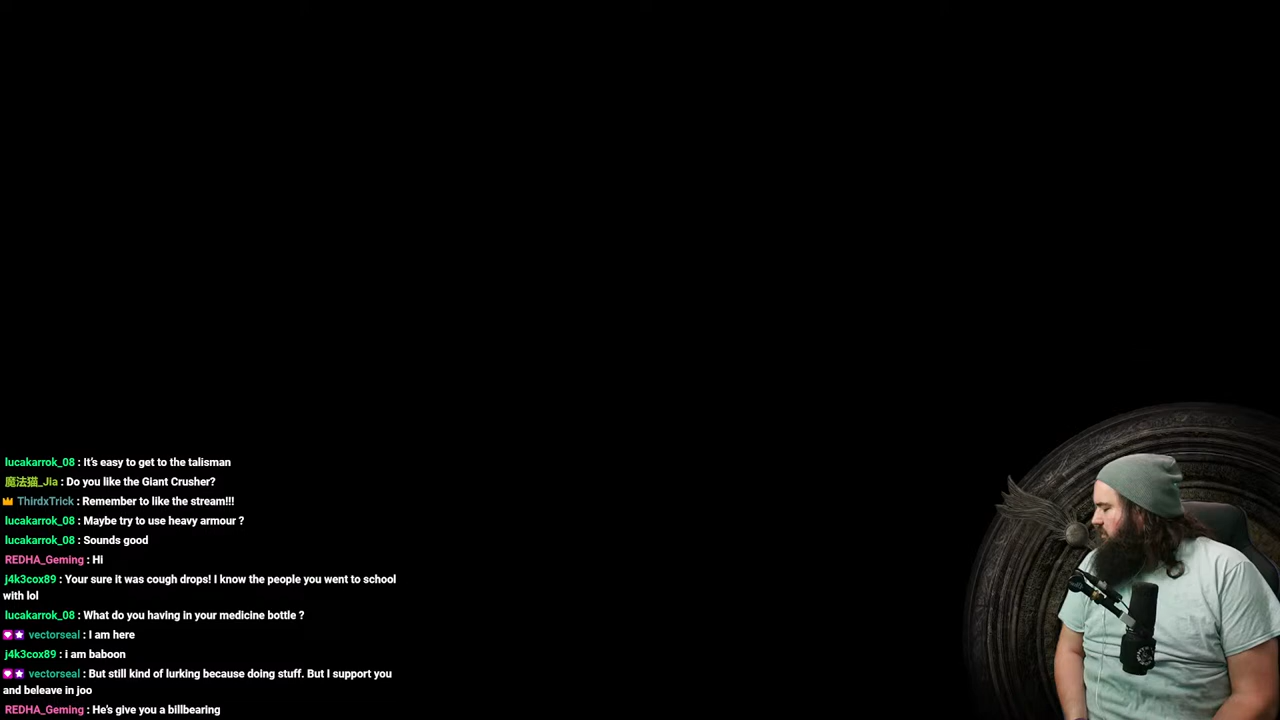 lucakarrok_08 : It's easy to get to the talisman
魔法猫_Jia : Do you like the Giant Crusher?
ThirdxTrick : Remember to like the stream!!!
lucakarrok_08 : Maybe try to use heavy armour ?
lucakarrok_08 : Sounds good
REDHA_Geming : Hi
j4k3cox89 : Your sure it was cough drops! I know the people you went to school
with lol
lucakarrok_08 : What do you having in your medicine bottle ?
vectorseal : I am here
j4k3cox89 : i am baboon
vectorseal : But still kind of lurking because doing stuff. But I support you
and beleave in joo
REDHA_Geming : He's give you a billbearing